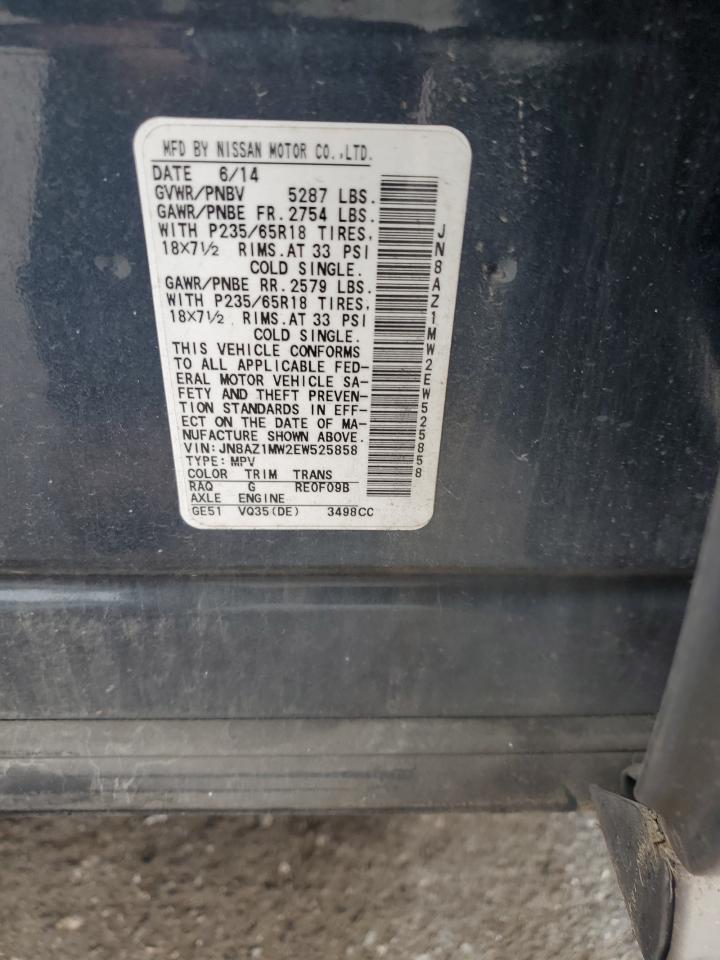 MFD BY NISSAN MOTOR CO.,LTD.
DATE 6/14
GVWR/PNBV 5287 LBS.
GAWR/PNBE FR. 2754 LBS.
WITH P235/65R18 TIRES,
18X7½ RIMS.AT 33 PSI
COLD SINGLE.
GAWR/PNBE RR. 2579 LBS.
WITH P235/65R18 TIRES,
18X7½ RIMS.AT 33 PSI
COLD SINGLE.
THIS VEHICLE CONFORMS
TO ALL APPLICABLE FED-
ERAL MOTOR VEHICLE SA-
FETY AND THEFT PREVEN-
TION STANDARDS IN EFF-
ECT ON THE DATE OF MA-
NUFACTURE SHOWN ABOVE.
VIN:JN8AZ1MW2EW525858
TYPE:MPV
COLOR TRIM TRANS
RAQ G RE0F09B
AXLE ENGINE
GE51 VQ35(DE) 3498CC
JN8AZ1MW2EW525858